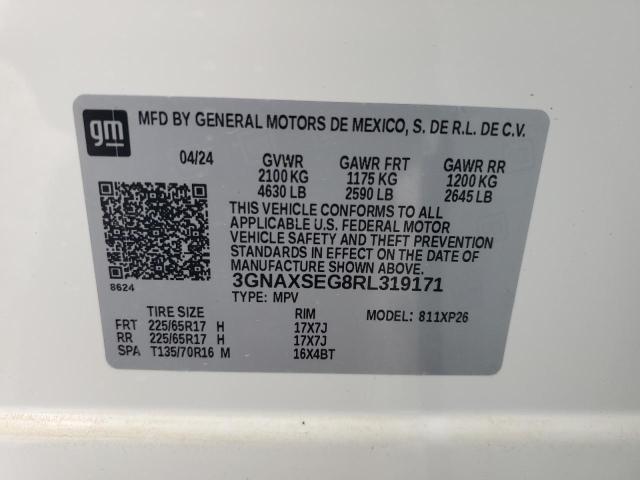 gm
MFD BY GENERAL MOTORS DE MEXICO, S. DE R.L. DE C.V.
04/24 GVWR GAWR FRT GAWR RR
2100 KG 1175 KG 1200 KG
4630 LB 2590 LB 2645 LB
THIS VEHICLE CONFORMS TO ALL
APPLICABLE U.S. FEDERAL MOTOR
VEHICLE SAFETY AND THEFT PREVENTION
STANDARDS IN EFFECT ON THE DATE OF
MANUFACTURE SHOWN ABOVE.
8624
3GNAXSEG8RL319171
TYPE: MPV
TIRE SIZE RIM MODEL: 811XP26
FRT 225/65R17 H 17X7J
RR 225/65R17 H 17X7J
SPA T135/70R16 M 16X4BT